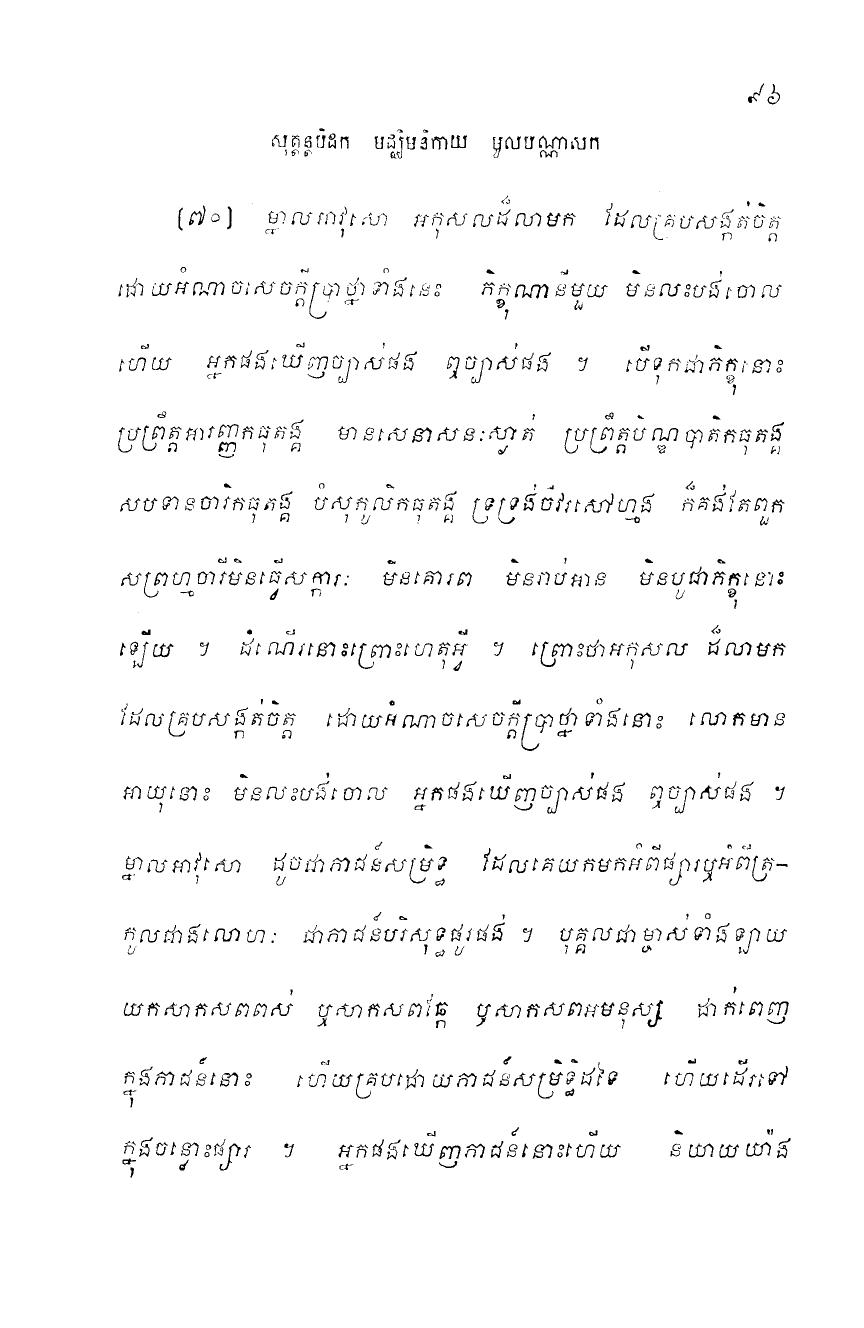 ៩៦
សុត្តន្តបិដក មជ្ឈិមនិកាយ មូលបណ្ណាសក
[៧០] ម្នាលអាវុសោ អកុសលដ៏លាមក ដែលគ្របសង្កត់ចិត្ត
ដោយអំណាចសេចក្តីប្រាថ្នាទាំងនេះ ភិក្ខុណានីមួយ មិនលះបង់ចោល
ហើយ អ្នកផងឃើញច្បាស់ផង ឮច្បាស់ផង ។ បើទុកជាភិក្ខុនោះ
ប្រព្រឹត្តអារញ្ញកធុតង្គ មានសេនាសនៈស្ងាត់ ប្រព្រឹត្តបិណ្ឌបាតិកធុតង្គ
សបទានចារិកធុតង្គ បំសុកូលិកធុតង្គ ទ្រទ្រង់ចីវរសៅហ្មង ក៏គង់តែពួក
សព្រហ្មចារីមិនធ្វើសក្ការៈ មិនគោរព មិនរាប់អាន មិនបូជាភិក្ខុនោះ
ឡើយ ។ ដំណើរនោះព្រោះហេតុអ្វី ។ ព្រោះថាអកុសល ដ៏លាមក
ដែលគ្របសង្កត់ចិត្ត ដោយអំណាចសេចក្តីប្រាថ្នាទាំងនោះ លោកមាន
អាយុនោះ មិនលះបង់ចោល អ្នកផងឃើញច្បាស់ផង ឮច្បាស់ផង ។
ម្នាលអាវុសោ ដូចជាភាជន៍សម្រិទ្ធ ដែលគេយកមកអំពីផ្សារឬអំពីត្រ–
កូលជាងលោហៈ ជាភាជន៍បរិសុទ្ធផូរផង់ ។ បុគ្គលជាម្ចាស់ទាំងឡាយ
យកសាកសពពស់ ឬសាកសពឆ្កែ ឬសាកសពអមនុស្ស ដាក់ពេញ
ក្នុងភាជន៍នោះ ហើយគ្របដោយភាជន៍សម្រិទ្ធិដទៃ ហើយដើរទៅ
ក្នុងចន្លោះផ្សារ ។ អ្នកផងឃើញភាជន៍នោះហើយ និយាយយ៉ាង